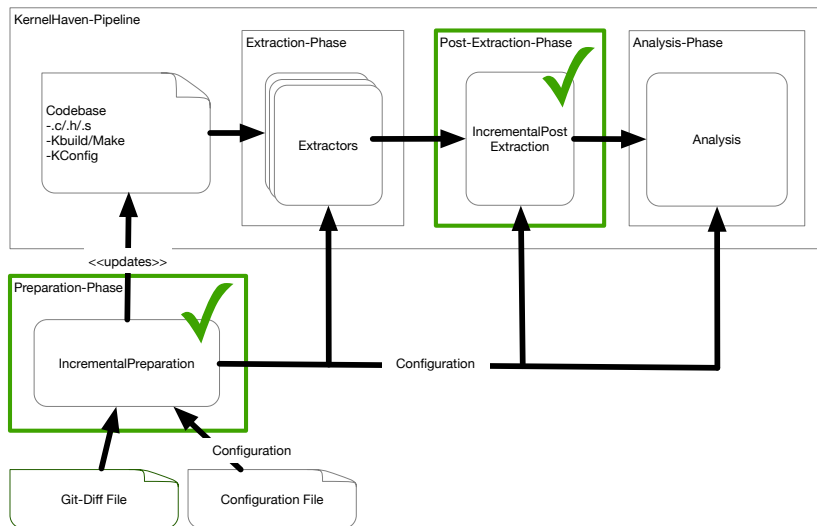 KernelHaven-Pipeline
Extraction-Phase
Post-Extraction-Phase
Analysis-Phase
Codebase
-.c/.h/.s
-Kbuild/Make
-KConfig
Extractors
IncrementalPost
Extraction
Analysis
<<updates>>
Preparation-Phase
IncrementalPreparation
Configuration
Configuration
Git-Diff File
Configuration File